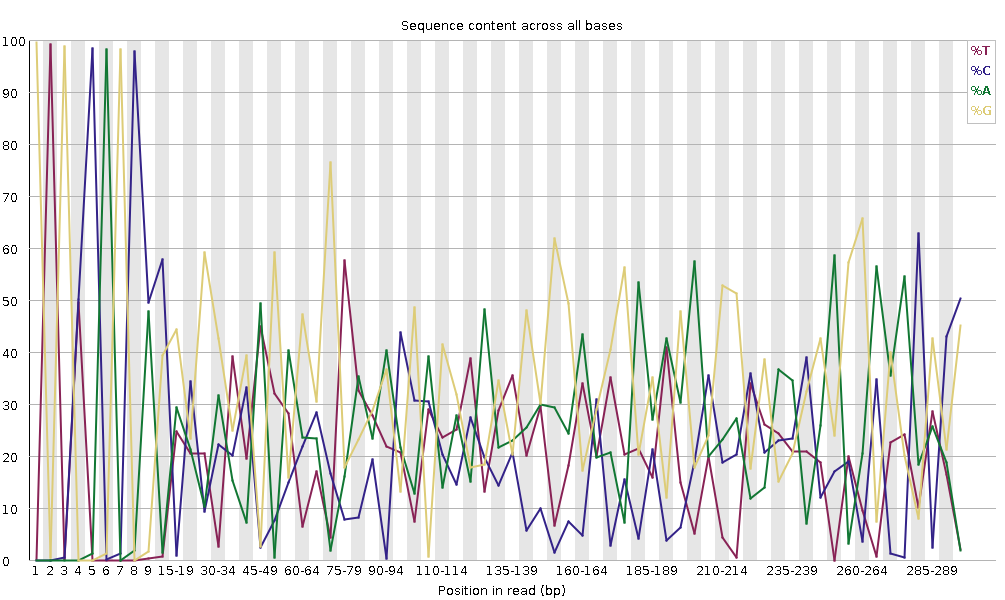 Sequence content across all bases
100
90
80
70
60
50
40
30
20
10
0
%T
%C
%A
%G
1 2 3 4 5 6 7 8 9 15-19 30-34 45-49 60-64 75-79 90-94 110-114 135-139 160-164 185-189 210-214 235-239 260-264 285-289
Position in read (bp)